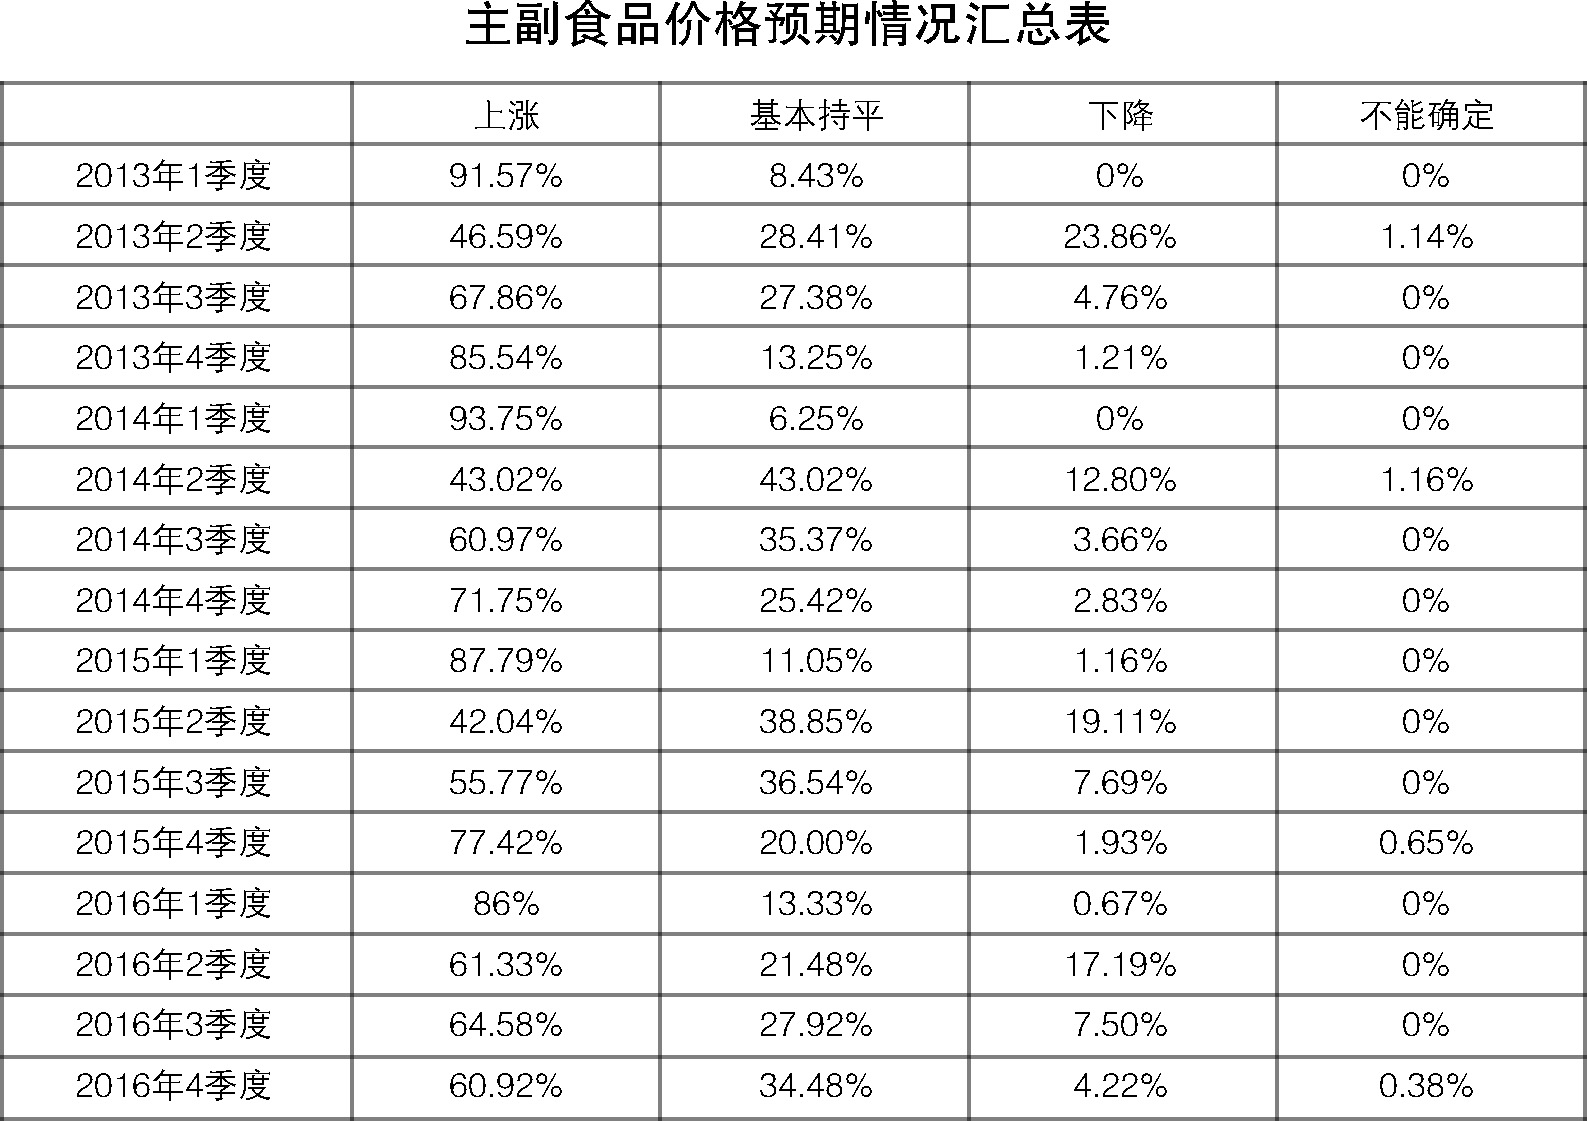 主副食品价格预期情况汇总表
上涨 基本持平 下降 不能确定
2013年1季度 91.57% 8.43% 0% 0%
2013年2季度 46.59% 28.41% 23.86% 1.14%
2013年3季度 67.86% 27.38% 4.76% 0%
2013年4季度 85.54% 13.25% 1.21% 0%
2014年1季度 93.75% 6.25% 0% 0%
2014年2季度 43.02% 43.02% 12.80% 1.16%
2014年3季度 60.97% 35.37% 3.66% 0%
2014年4季度 71.75% 25.42% 2.83% 0%
2015年1季度 87.79% 11.05% 1.16% 0%
2015年2季度 42.04% 38.85% 19.11% 0%
2015年3季度 55.77% 36.54% 7.69% 0%
2015年4季度 77.42% 20.00% 1.93% 0.65%
2016年1季度 86% 13.33% 0.67% 0%
2016年2季度 61.33% 21.48% 17.19% 0%
2016年3季度 64.58% 27.92% 7.50% 0%
2016年4季度 60.92% 34.48% 4.22% 0.38%